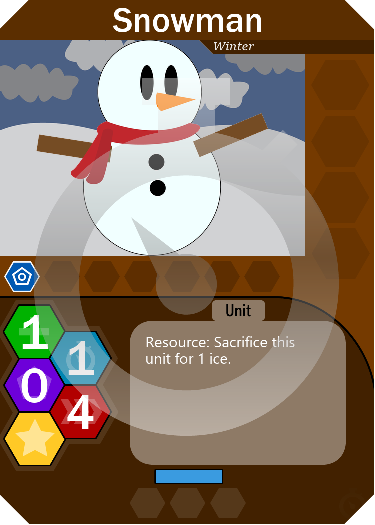 Snowman
Winter
Unit
1
1
0
4
Resource: Sacrifice this
unit for 1 ice.